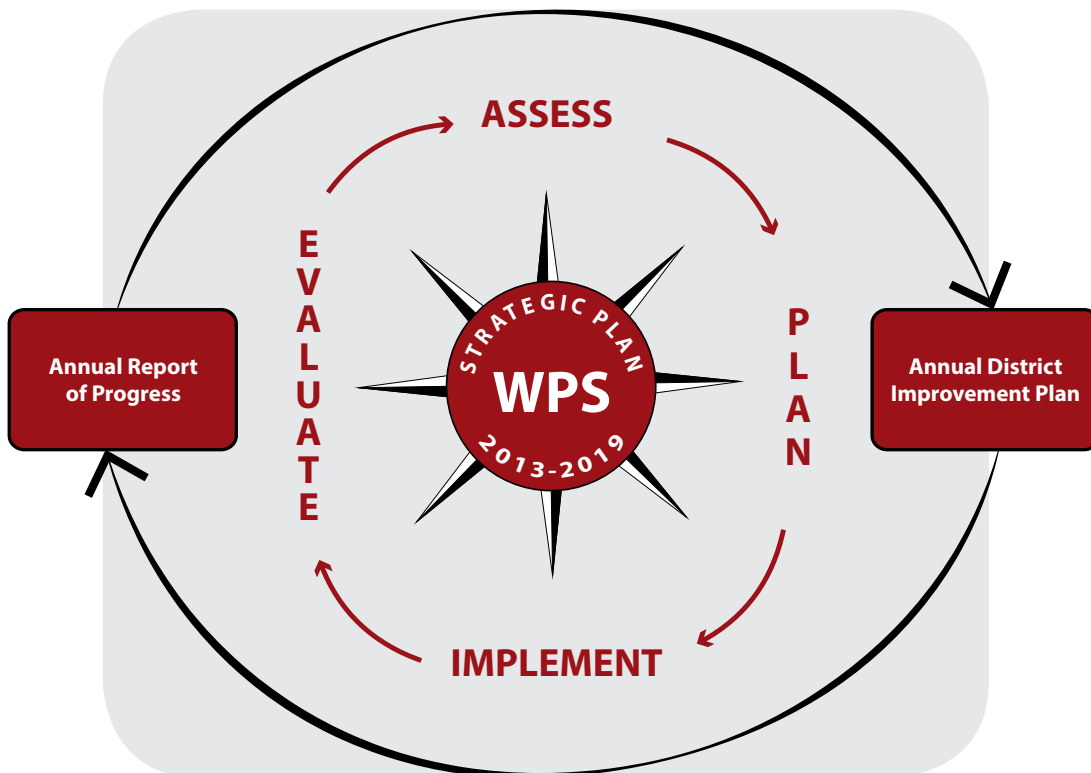 ASSESS
EVALUATE
STRATEGIC PLAN
WPS
2013-2019
PLAN
Annual Report
of Progress
Annual District
Improvement Plan
IMPLEMENT